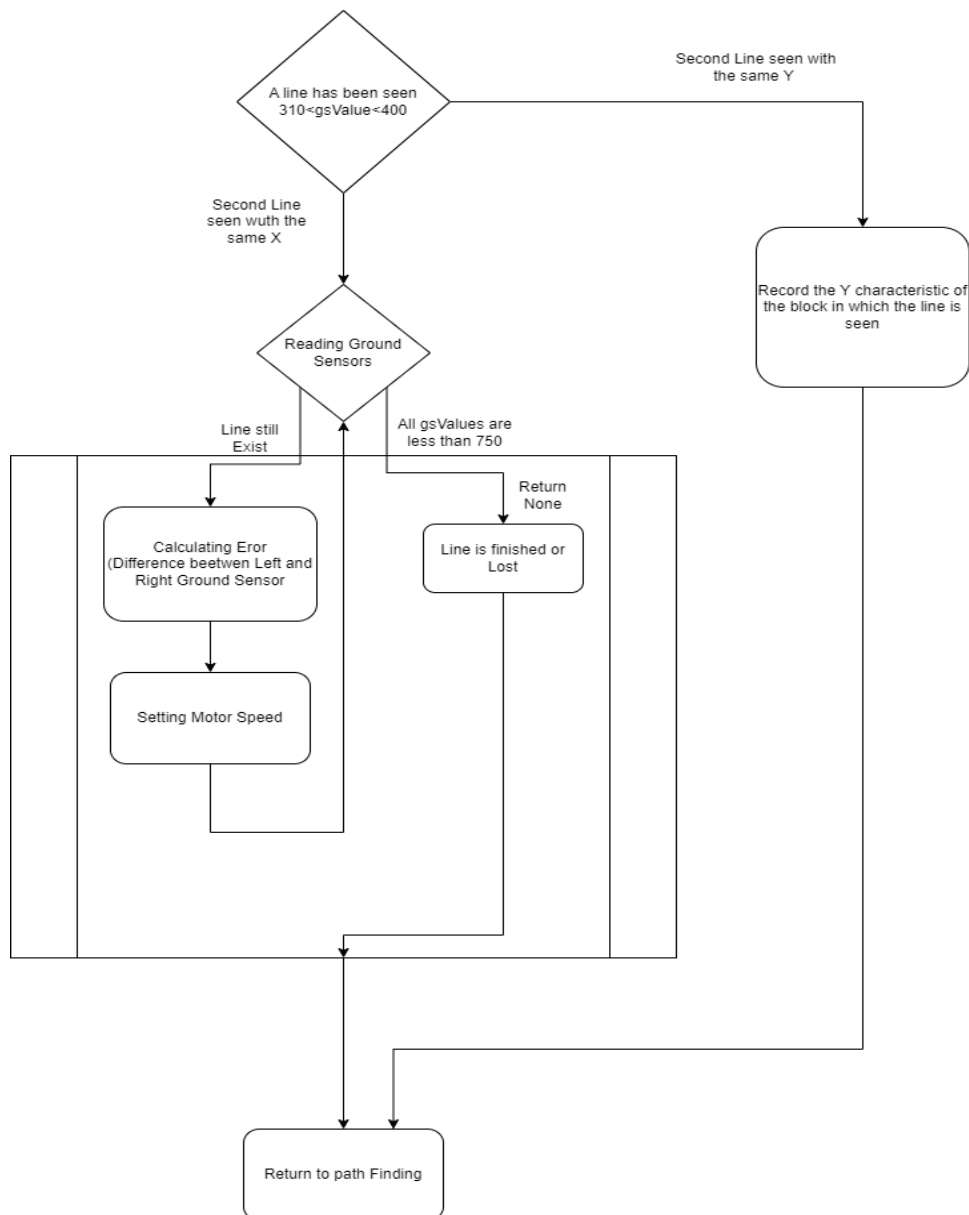 A line has been seen
310<gsValue<400
Second Line seen with
the same Y
Second Line
seen wuth the
same X
Record the Y characteristic of
the block in which the line is
seen
Reading Ground
Sensors
Line still
Exist
All gsValues are
less than 750
Return
None
Calculating Eror
(Difference beetwen Left and
Right Ground Sensor
Line is finished or
Lost
Setting Motor Speed
Return to path Finding